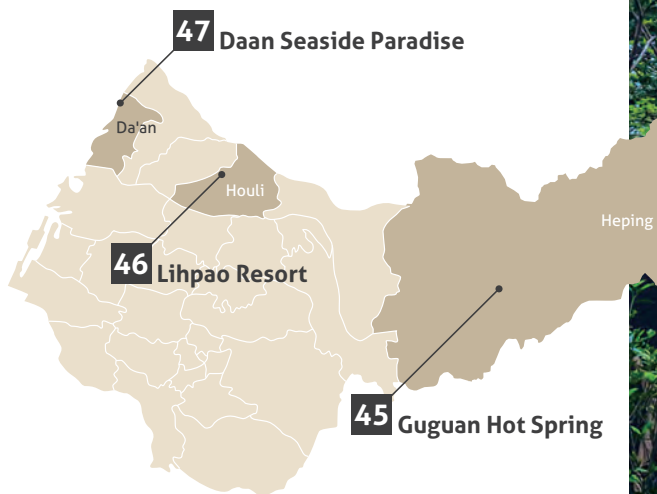 47 Daan Seaside Paradise
Da'an
Houli
Heping
46 Lihpao Resort
45 Guguan Hot Spring